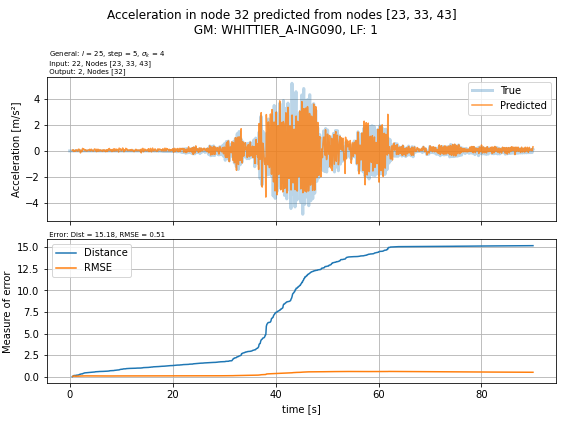 Acceleration in node 32 predicted from nodes [23, 33, 43]
GM: WHITTIER_A-ING090, LF: 1
General: l = 25, step = 5, σₖ = 4
Input: 22, Nodes [23, 33, 43]
Output: 2, Nodes [32]
True
Predicted
Acceleration [m/s²]
4
2
0
−2
−4
Error: Dist = 15.18, RMSE = 0.51
Distance
RMSE
Measure of error
15.0
12.5
10.0
7.5
5.0
2.5
0.0
0
20
40
60
80
time [s]